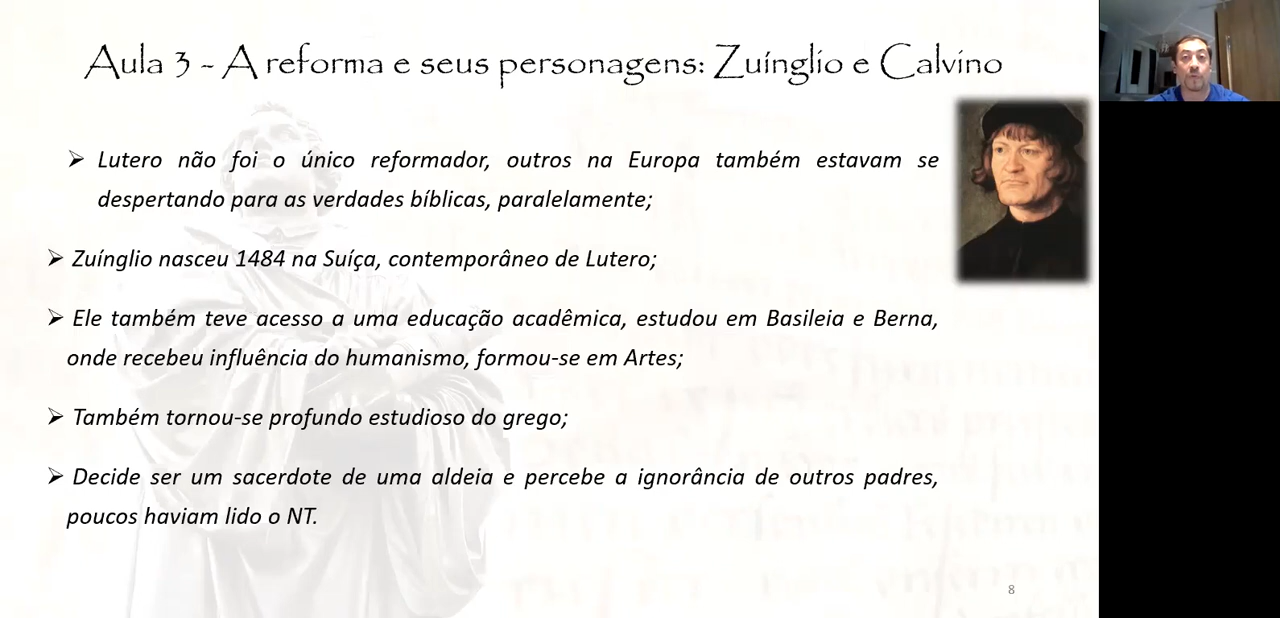 Aula 3 - A reforma e seus personagens: Zuínglio e Calvino
➢ Lutero não foi o único reformador, outros na Europa também estavam se
despertando para as verdades bíblicas, paralelamente;
➢ Zuínglio nasceu 1484 na Suíça, contemporâneo de Lutero;
➢ Ele também teve acesso a uma educação acadêmica, estudou em Basileia e Berna,
onde recebeu influência do humanismo, formou-se em Artes;
➢ Também tornou-se profundo estudioso do grego;
➢ Decide ser um sacerdote de uma aldeia e percebe a ignorância de outros padres,
poucos haviam lido o NT.
8